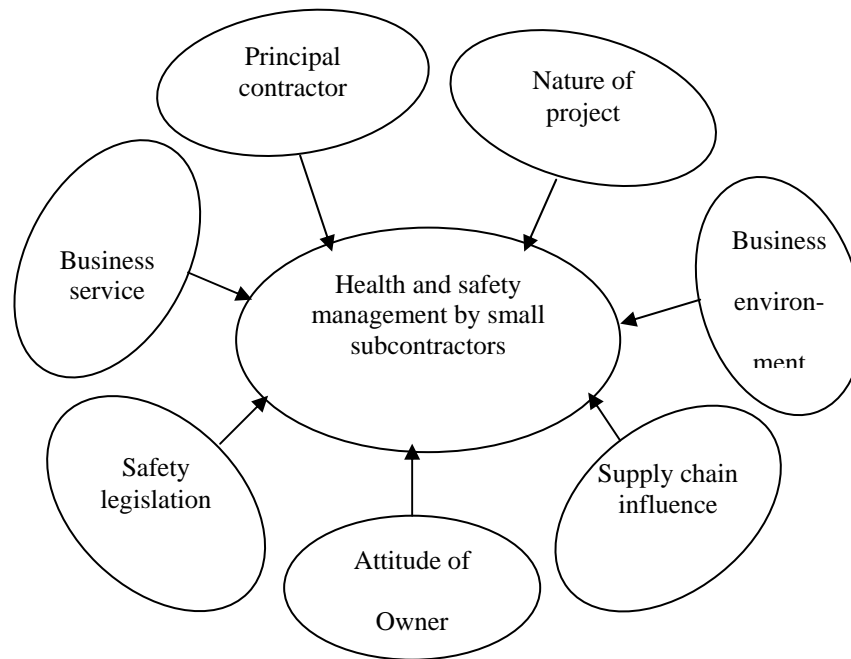 Principal
contractor
Nature of
project
Business
service
Health and safety
management by small
subcontractors
Business
environ-
ment
Safety
legislation
Supply chain
influence
Attitude of
Owner